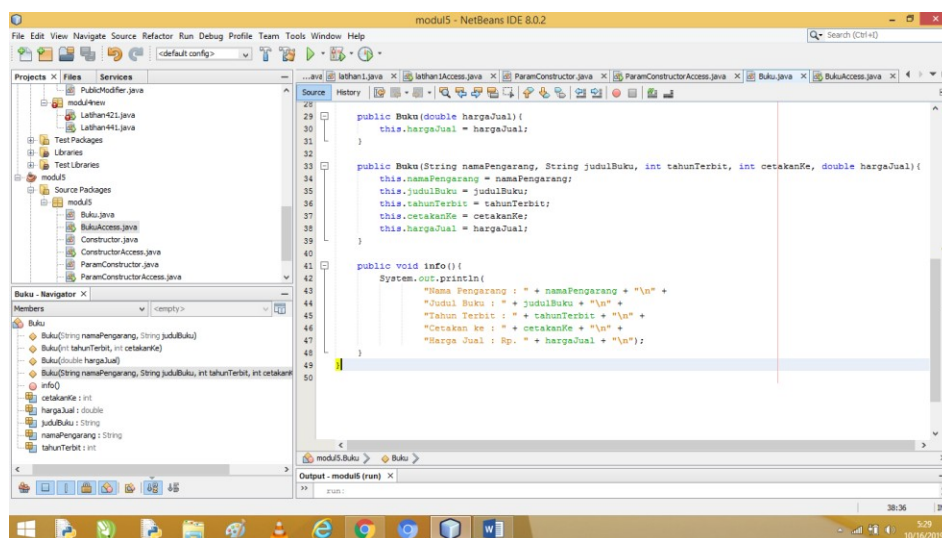 modul5 - NetBeans IDE 8.0.2
File Edit View Navigate Source Refactor Run Debug Profile Team Tools Window Help
Search (Ctrl+I)
<default config>
Projects × Files Services
PublicModifier.java
modul4new
Latihan421.java
Latihan441.java
Test Packages
Libraries
Test Libraries
modul5
Source Packages
modul5
Buku.java
BukuAccess.java
Constructor.java
ConstructorAccess.java
ParamConstructor.java
ParamConstructorAccess.java
Buku - Navigator ×
Members <empty>
Buku
Buku(String namaPengarang, String judulBuku)
Buku(int tahunTerbit, int cetakanKe)
Buku(double hargaJual)
Buku(String namaPengarang, String judulBuku, int tahunTerbit, int cetakanK
info()
cetakanKe : int
hargaJual : double
judulBuku : String
namaPengarang : String
tahunTerbit : int
...ava lathan1.java × lathan1Access.java × ParamConstructor.java × ParamConstructorAccess.java × Buku.java × BukuAccess.java ×
Source History
28
29 public Buku(double hargaJual){
30 this.hargaJual = hargaJual;
31 }
32
33 public Buku(String namaPengarang, String judulBuku, int tahunTerbit, int cetakanKe, double hargaJual){
34 this.namaPengarang = namaPengarang;
35 this.judulBuku = judulBuku;
36 this.tahunTerbit = tahunTerbit;
37 this.cetakanKe = cetakanKe;
38 this.hargaJual = hargaJual;
39 }
40
41 public void info(){
42 System.out.println(
43 "Nama Pengarang : " + namaPengarang + "\n" +
44 "Judul Buku : " + judulBuku + "\n" +
45 "Tahun Terbit : " + tahunTerbit + "\n" +
46 "Cetakan ke : " + cetakanKe + "\n" +
47 "Harga Jual : Rp. " + hargaJual + "\n");
48 }
49 }
50
modul5.Buku Buku
Output - modul5 (run) ×
run:
38:36
5:29